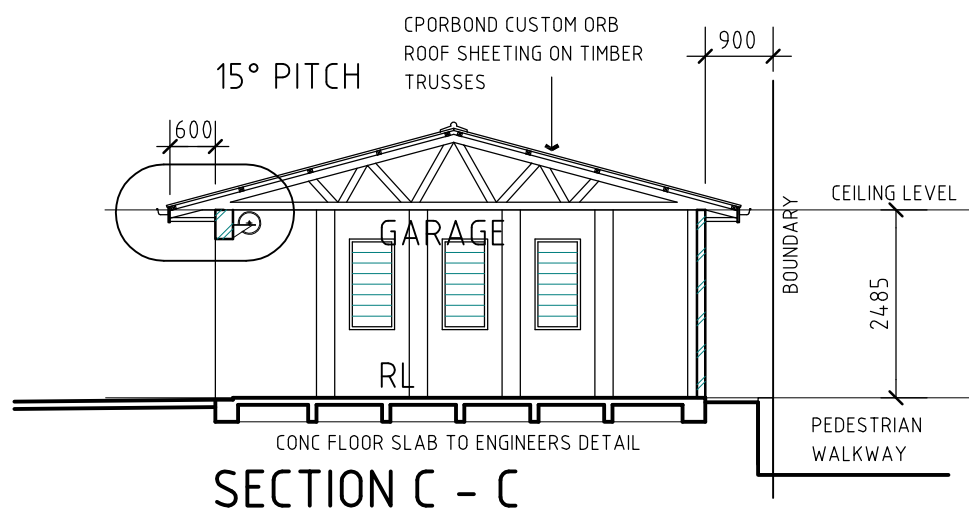 CPORBOND CUSTOM ORB
ROOF SHEETING ON TIMBER
TRUSSES
900
15° PITCH
600
CEILING LEVEL
BOUNDARY
GARAGE
2485
RL
PEDESTRIAN
WALKWAY
CONC FLOOR SLAB TO ENGINEERS DETAIL
SECTION C - C